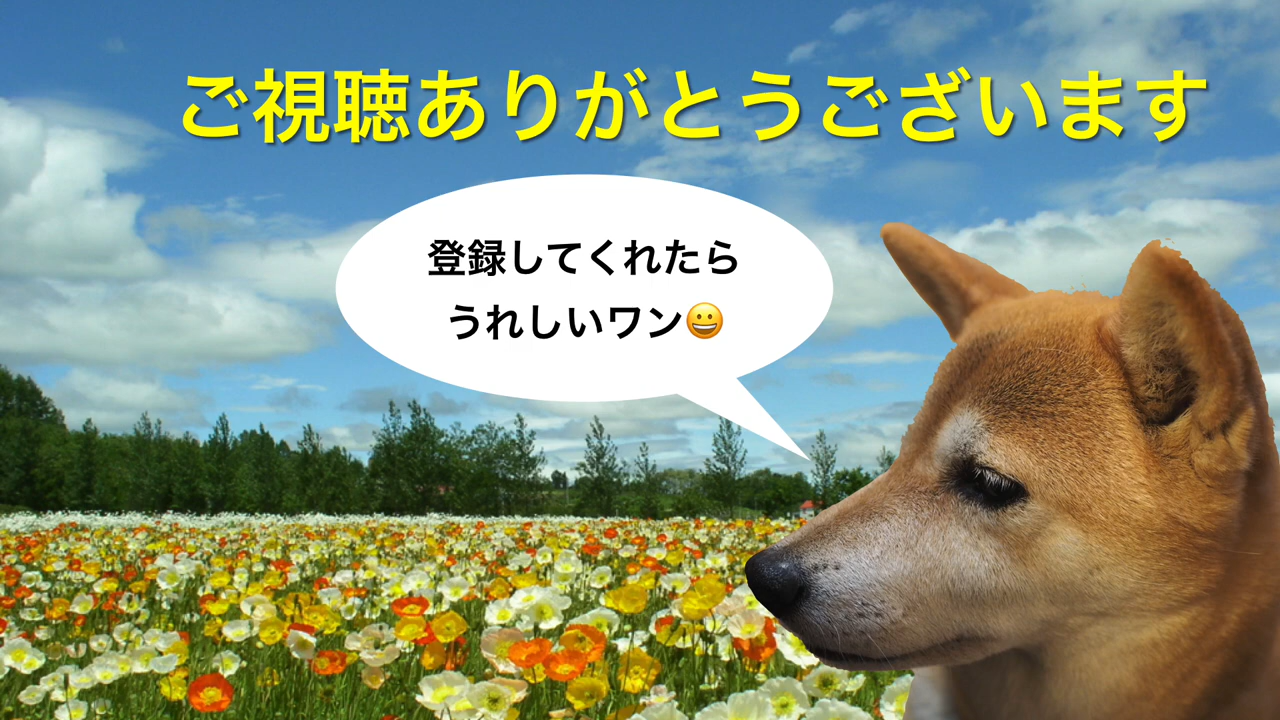 ご視聴ありがとうございます
登録してくれたら
うれしいワン😀